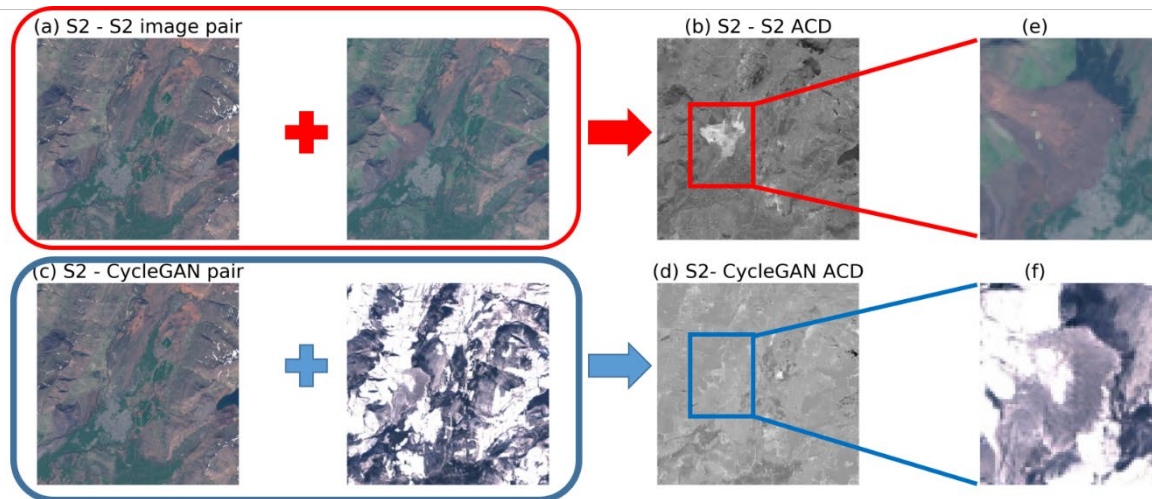 (a) S2 - S2 image pair
(b) S2 - S2 ACD
(e)
(c) S2 - CycleGAN pair
(d) S2- CycleGAN ACD
(f)